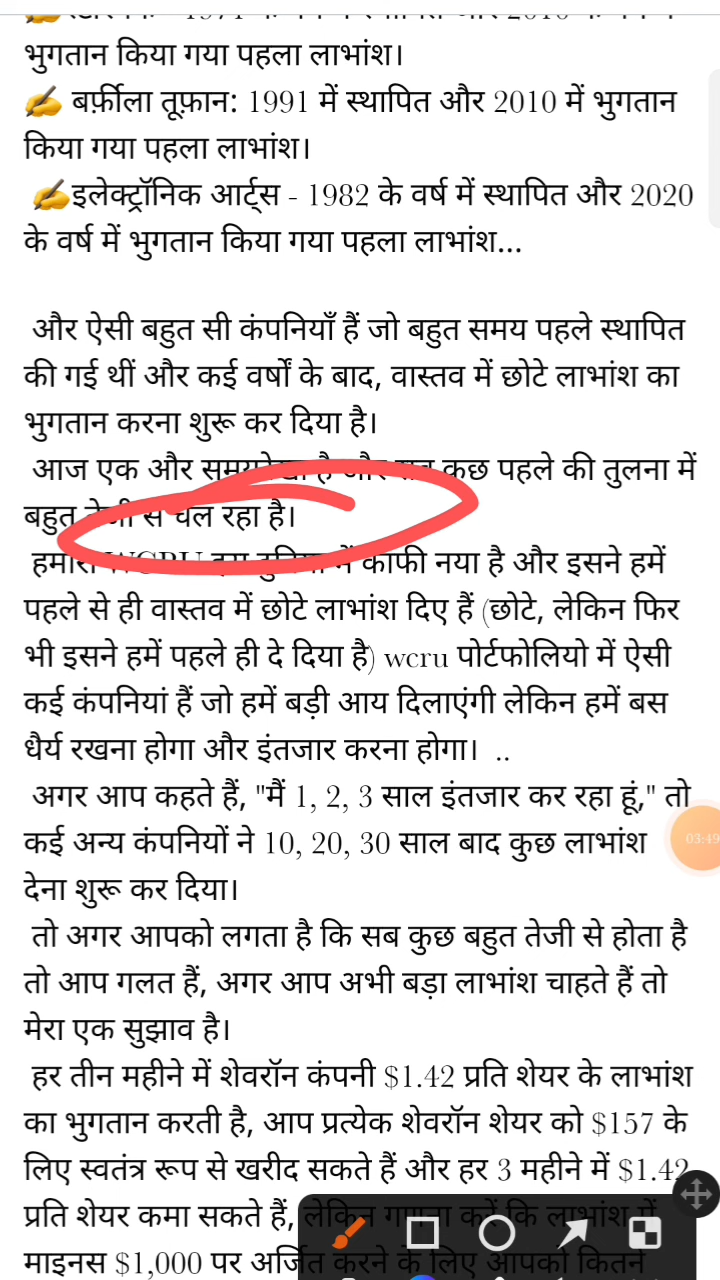 भुगतान किया गया पहला लाभांश।
✍ बर्फ़ीला तूफ़ान: 1991 में स्थापित और 2010 में भुगतान
किया गया पहला लाभांश।
✍इलेक्ट्रॉनिक आर्ट्स - 1982 के वर्ष में स्थापित और 2020
के वर्ष में भुगतान किया गया पहला लाभांश...
और ऐसी बहुत सी कंपनियाँ हैं जो बहुत समय पहले स्थापित
की गई थीं और कई वर्षों के बाद, वास्तव में छोटे लाभांश का
भुगतान करना शुरू कर दिया है।
आज एक और समयरेखा है और सब कुछ पहले की तुलना में
बहुत तेजी से चल रहा है।
हमारा WCRU इस दुनिया में काफी नया है और इसने हमें
पहले से ही वास्तव में छोटे लाभांश दिए हैं (छोटे, लेकिन फिर
भी इसने हमें पहले ही दे दिया है) wcru पोर्टफोलियो में ऐसी
कई कंपनियां हैं जो हमें बड़ी आय दिलाएंगी लेकिन हमें बस
धैर्य रखना होगा और इंतजार करना होगा। ..
अगर आप कहते हैं, "मैं 1, 2, 3 साल इंतजार कर रहा हूं," तो
कई अन्य कंपनियों ने 10, 20, 30 साल बाद कुछ लाभांश
देना शुरू कर दिया।
तो अगर आपको लगता है कि सब कुछ बहुत तेजी से होता है
तो आप गलत हैं, अगर आप अभी बड़ा लाभांश चाहते हैं तो
मेरा एक सुझाव है।
हर तीन महीने में शेवरॉन कंपनी $1.42 प्रति शेयर के लाभांश
का भुगतान करती है, आप प्रत्येक शेवरॉन शेयर को $157 के
लिए स्वतंत्र रूप से खरीद सकते हैं और हर 3 महीने में $1.42
प्रति शेयर कमा सकते हैं, लेकिन गणना करें कि लाभांश में
माइनस $1,000 पर अर्जित करने के लिए आपको कितने
03:49